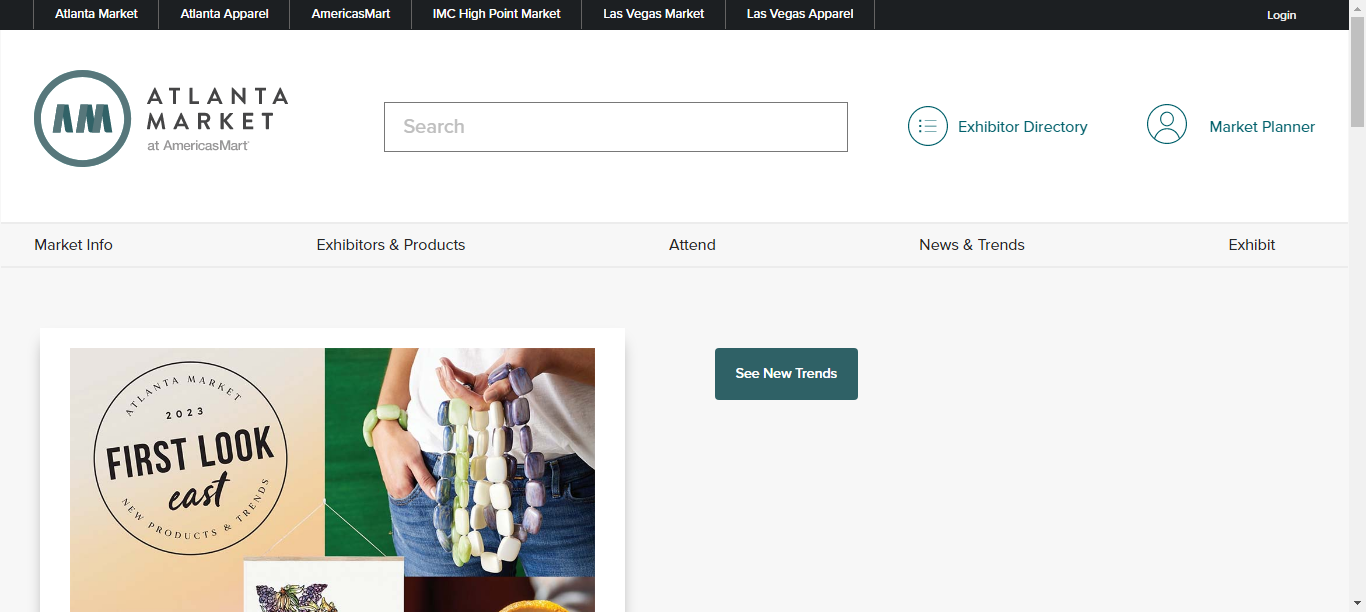 Atlanta Market
Atlanta Apparel
AmericasMart
IMC High Point Market
Las Vegas Market
Las Vegas Apparel
Login
AM
ATLANTA
MARKET
at AmericasMart
Search
Exhibitor Directory
Market Planner
Market Info
Exhibitors & Products
Attend
News & Trends
Exhibit
ATLANTA MARKET
2023
FIRST LOOK
east
NEW PRODUCTS & TRENDS
See New Trends